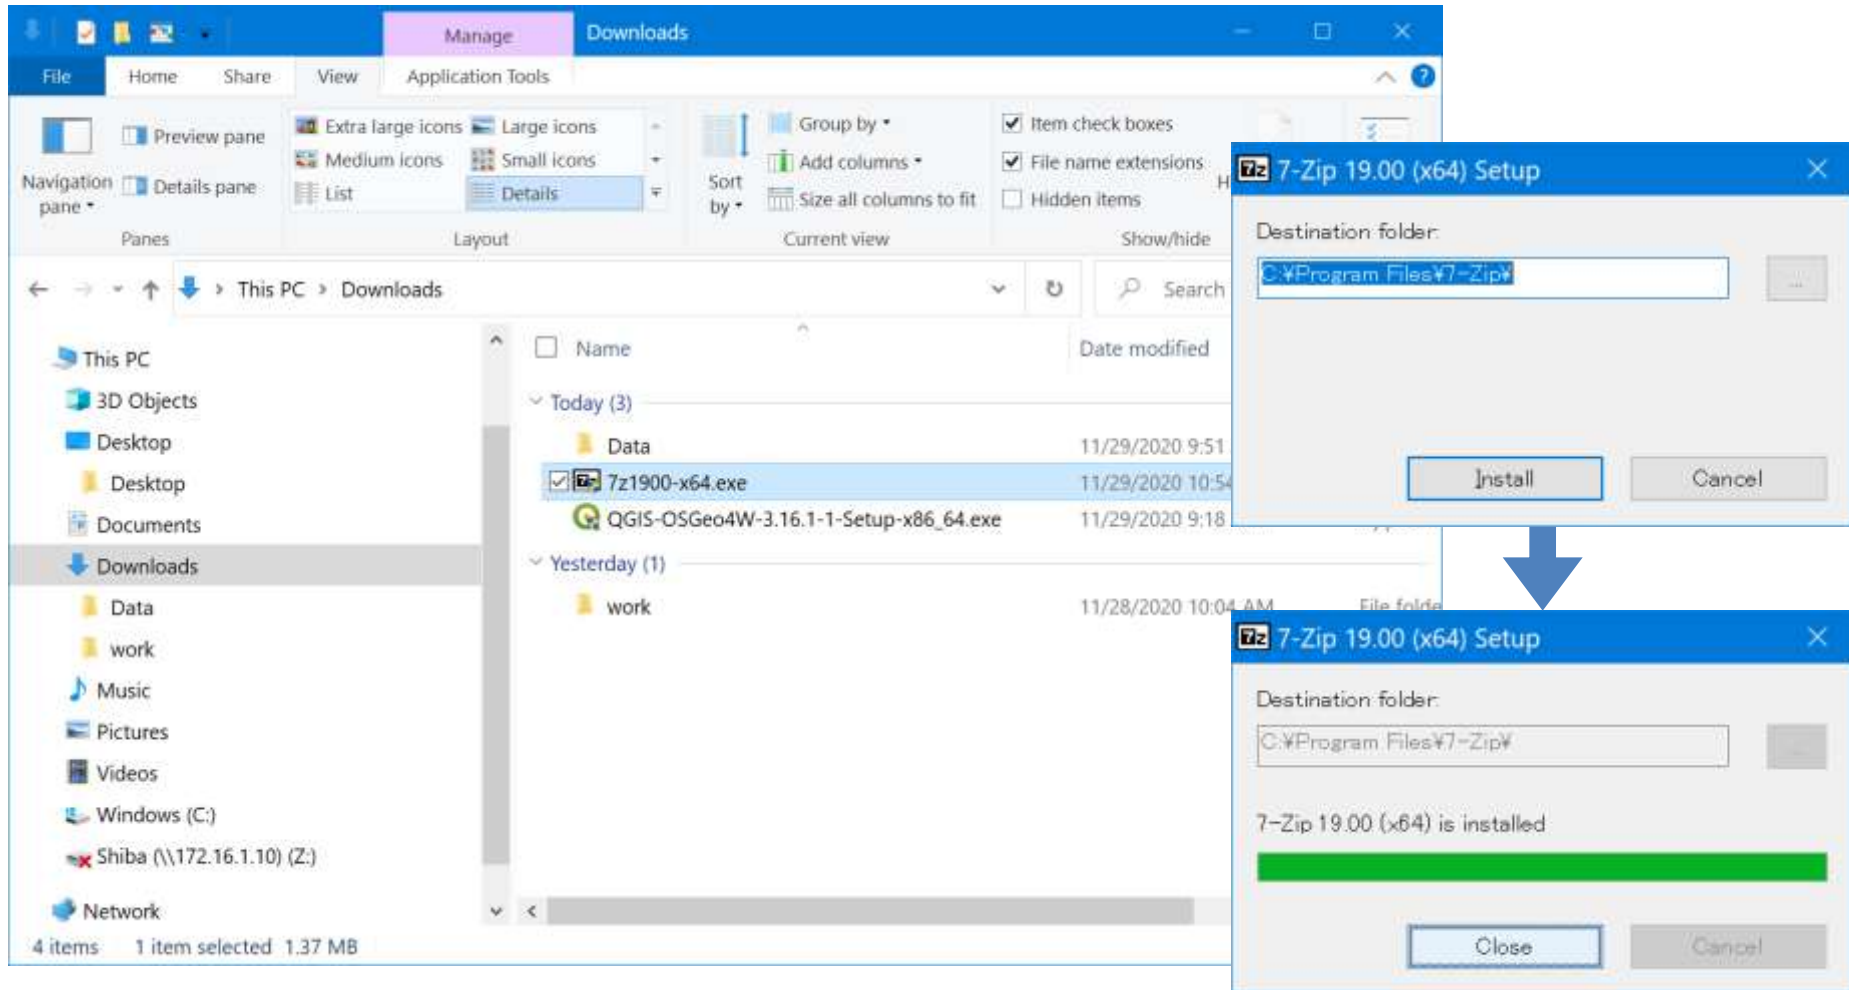 Manage
Downloads
File
Home
Share
View
Application Tools
Navigation pane
Preview pane
Details pane
Panes
Extra large icons
Large icons
Medium icons
Small icons
List
Details
Layout
Sort by
Group by
Add columns
Size all columns to fit
Current view
Item check boxes
File name extensions
Hidden items
H
Show/hide
This PC > Downloads
Search
This PC
3D Objects
Desktop
Desktop
Documents
Downloads
Data
work
Music
Pictures
Videos
Windows (C:)
Shiba (\\172.16.1.10) (Z:)
Network
Name
Date modified
Today (3)
Data 11/29/2020 9:51
7z1900-x64.exe 11/29/2020 10:54
QGIS-OSGeo4W-3.16.1-1-Setup-x86_64.exe 11/29/2020 9:18
Yesterday (1)
work 11/28/2020 10:04 AM File folde
4 items 1 item selected 1.37 MB
7z 7-Zip 19.00 (x64) Setup
Destination folder:
C:¥Program Files¥7-Zip¥
...
Install
Cancel
7z 7-Zip 19.00 (x64) Setup
Destination folder:
C:¥Program Files¥7-Zip¥
...
7-Zip 19.00 (x64) is installed
Close
Cancel